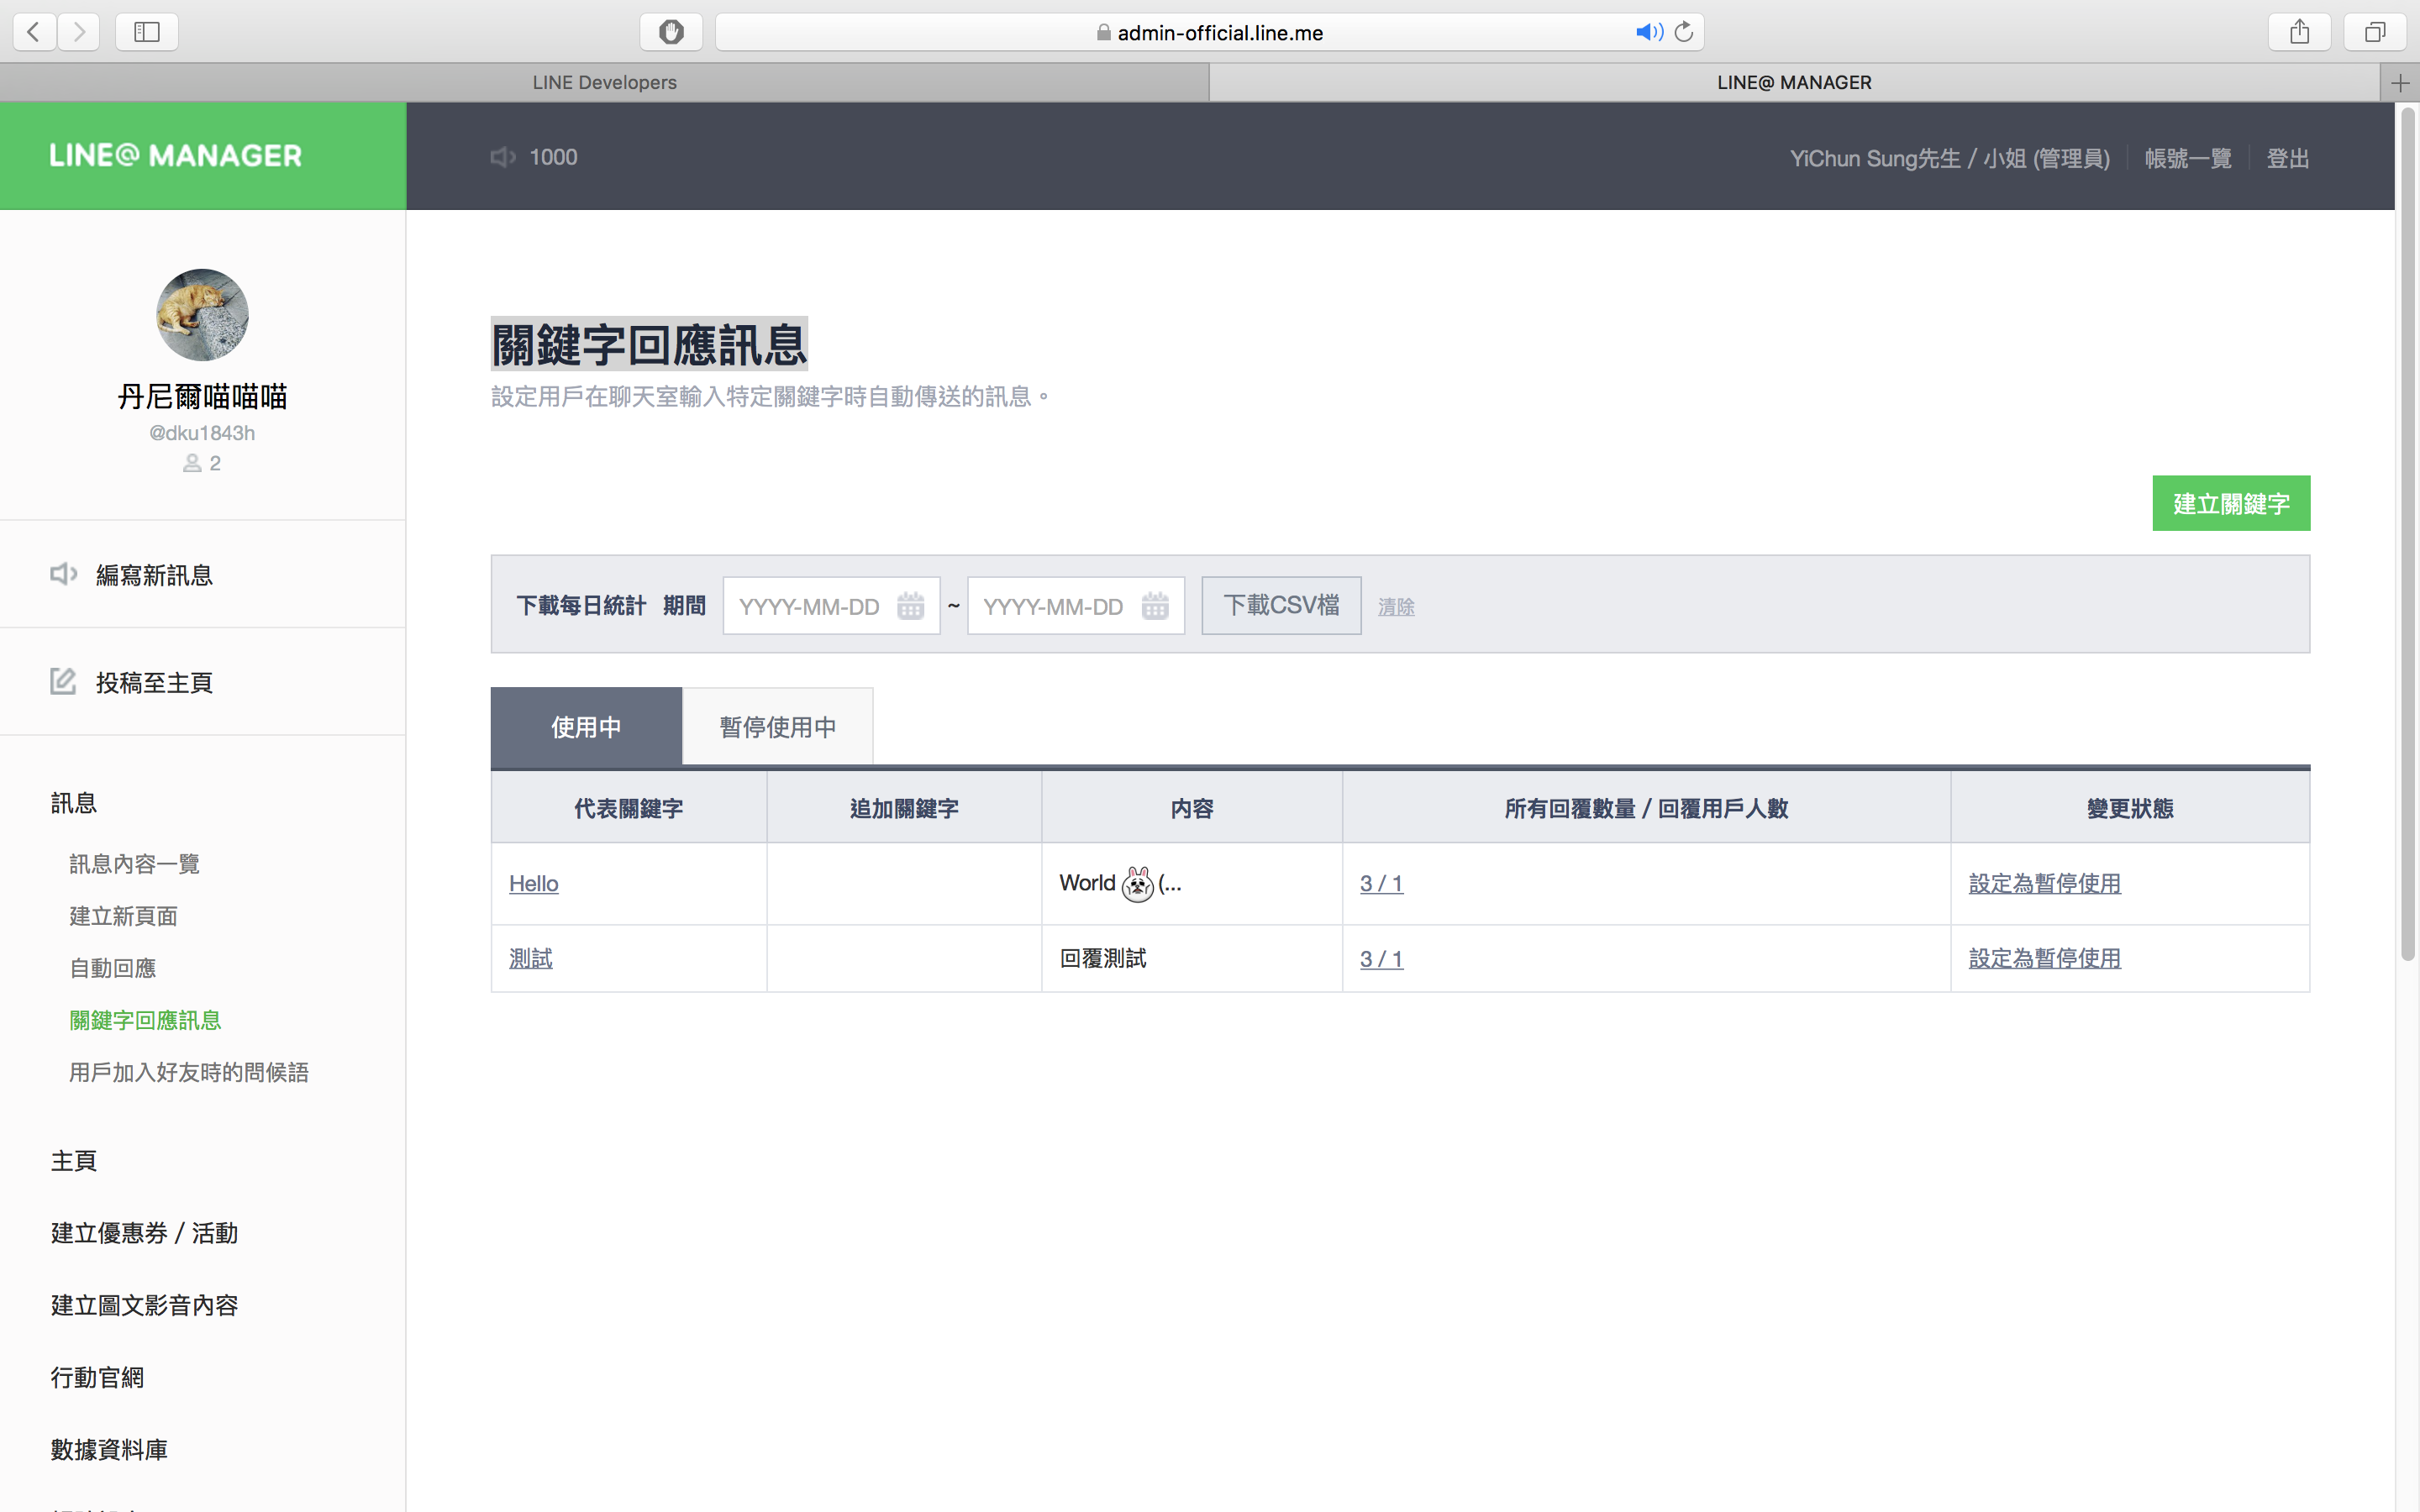 admin-official.line.me
LINE Developers
LINE@ MANAGER
LINE@ MANAGER
1000
YiChun Sung先生 / 小姐 (管理員)
帳號一覽
登出
丹尼爾喵喵喵
@dku1843h
2
編寫新訊息
投稿至主頁
訊息
訊息內容一覽
建立新頁面
自動回應
關鍵字回應訊息
用戶加入好友時的問候語
主頁
建立優惠券 / 活動
建立圖文影音內容
行動官網
數據資料庫
關鍵字回應訊息
設定用戶在聊天室輸入特定關鍵字時自動傳送的訊息。
建立關鍵字
下載每日統計 期間 YYYY-MM-DD ~ YYYY-MM-DD 下載CSV檔 清除
使用中 暫停使用中
代表關鍵字 追加關鍵字 內容 所有回覆數量 / 回覆用戶人數 變更狀態
Hello World (... 3 / 1 設定為暫停使用
測試 回覆測試 3 / 1 設定為暫停使用